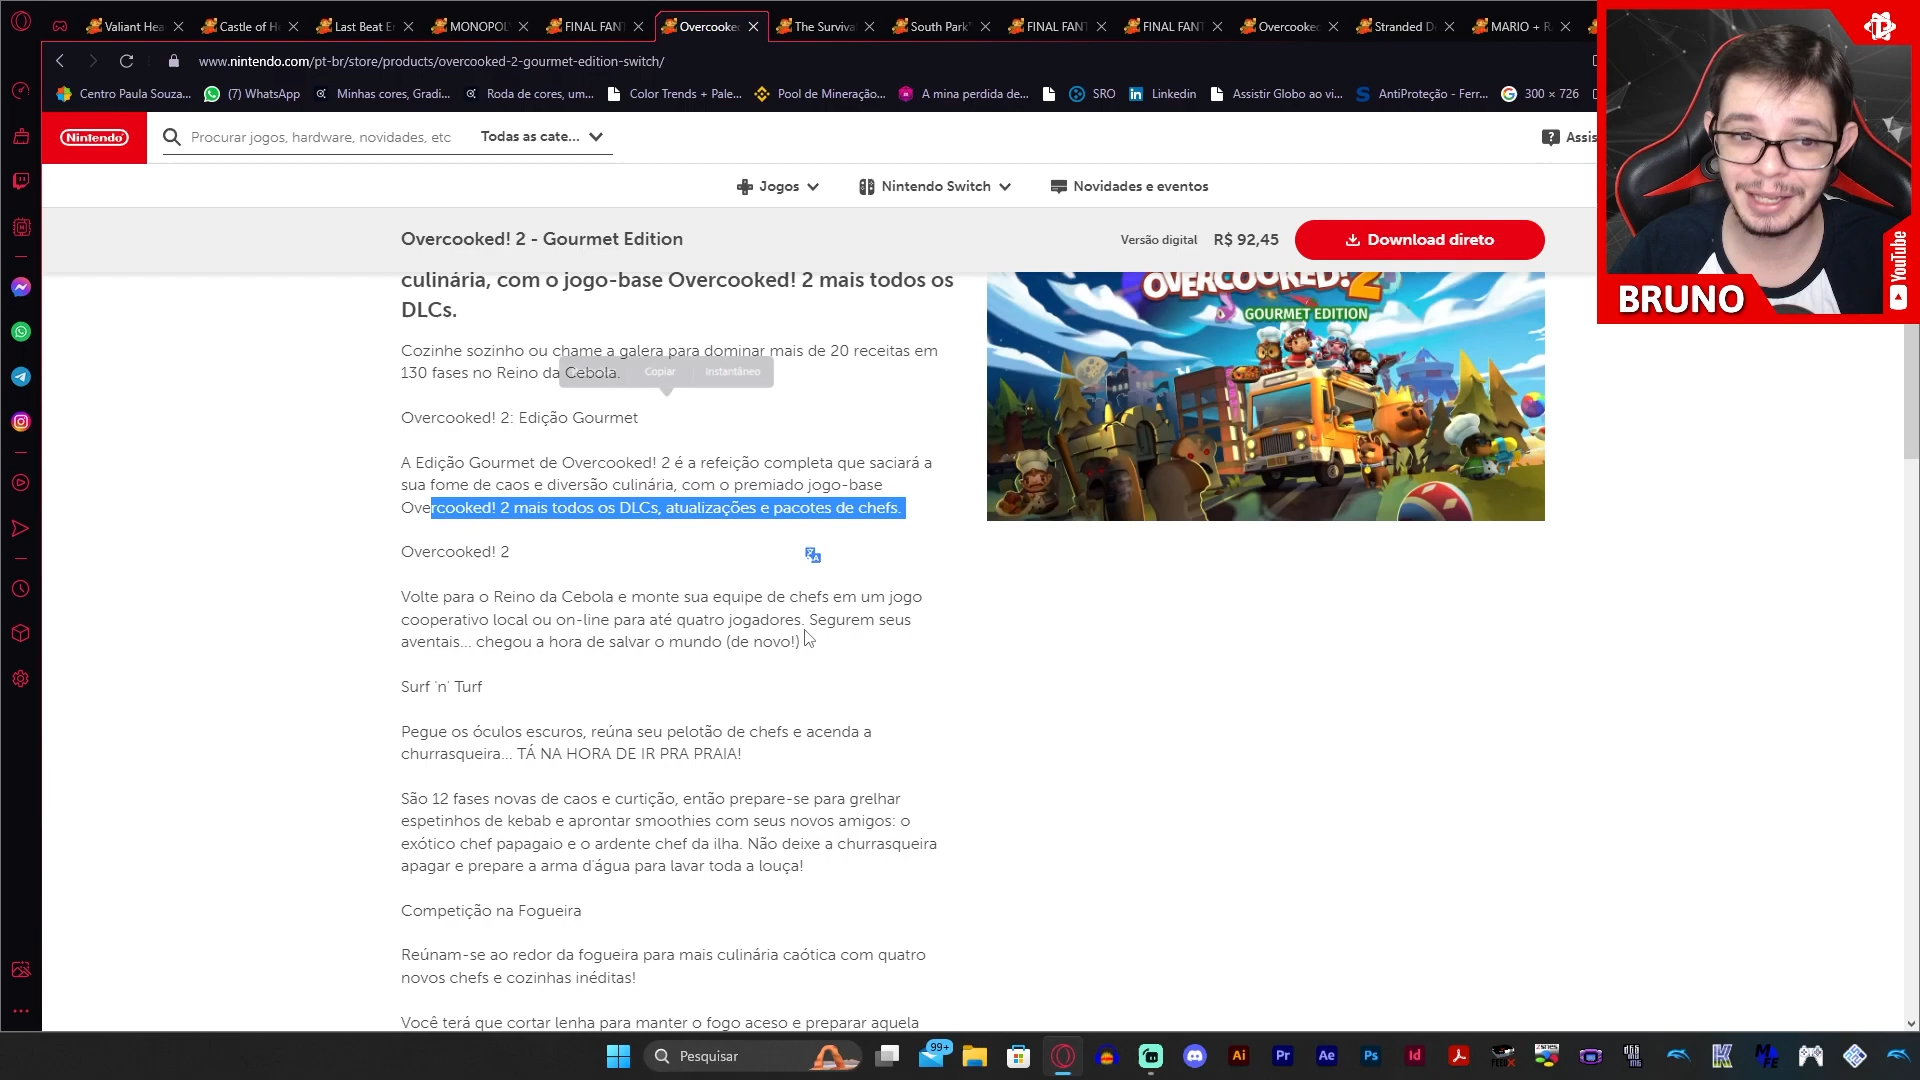 Valiant Hea
Castle of H
Last Beat E
MONOPOL
FINAL FANT
Overcooked
The Surviva
South Park™
FINAL FANT
FINAL FANT
Overcooked
Stranded D
MARIO + R
www.nintendo.com/pt-br/store/products/overcooked-2-gourmet-edition-switch/
Centro Paula Souza...
(7) WhatsApp
Minhas cores, Gradi...
Roda de cores, um...
Color Trends + Pale...
Pool de Mineração...
A mina perdida de...
SRO
Linkedin
Assistir Globo ao vi...
AntiProteção - Ferr...
300 × 726
Nintendo
Procurar jogos, hardware, novidades, etc
Todas as cate...
Assis
Jogos
Nintendo Switch
Novidades e eventos
Overcooked! 2 - Gourmet Edition
Versão digital
R$ 92,45
Download direto
BRUNO
YouTube
culinária, com o jogo-base Overcooked! 2 mais todos os
DLCs.
OVERCOOKED! 2
GOURMET EDITION
Cozinhe sozinho ou chame a galera para dominar mais de 20 receitas em
130 fases no Reino da Cebola.
Copiar
Instantâneo
Overcooked! 2: Edição Gourmet
A Edição Gourmet de Overcooked! 2 é a refeição completa que saciará a
sua fome de caos e diversão culinária, com o premiado jogo-base
Overcooked! 2 mais todos os DLCs, atualizações e pacotes de chefs.
Overcooked! 2
Volte para o Reino da Cebola e monte sua equipe de chefs em um jogo
cooperativo local ou on-line para até quatro jogadores. Segurem seus
aventais... chegou a hora de salvar o mundo (de novo!)
Surf 'n' Turf
Pegue os óculos escuros, reúna seu pelotão de chefs e acenda a
churrasqueira... TÁ NA HORA DE IR PRA PRAIA!
São 12 fases novas de caos e curtição, então prepare-se para grelhar
espetinhos de kebab e aprontar smoothies com seus novos amigos: o
exótico chef papagaio e o ardente chef da ilha. Não deixe a churrasqueira
apagar e prepare a arma d'água para lavar toda a louça!
Competição na Fogueira
Reúnam-se ao redor da fogueira para mais culinária caótica com quatro
novos chefs e cozinhas inéditas!
Você terá que cortar lenha para manter o fogo aceso e preparar aquela
Pesquisar
99+
Ai
Pr
Ae
Ps
Id